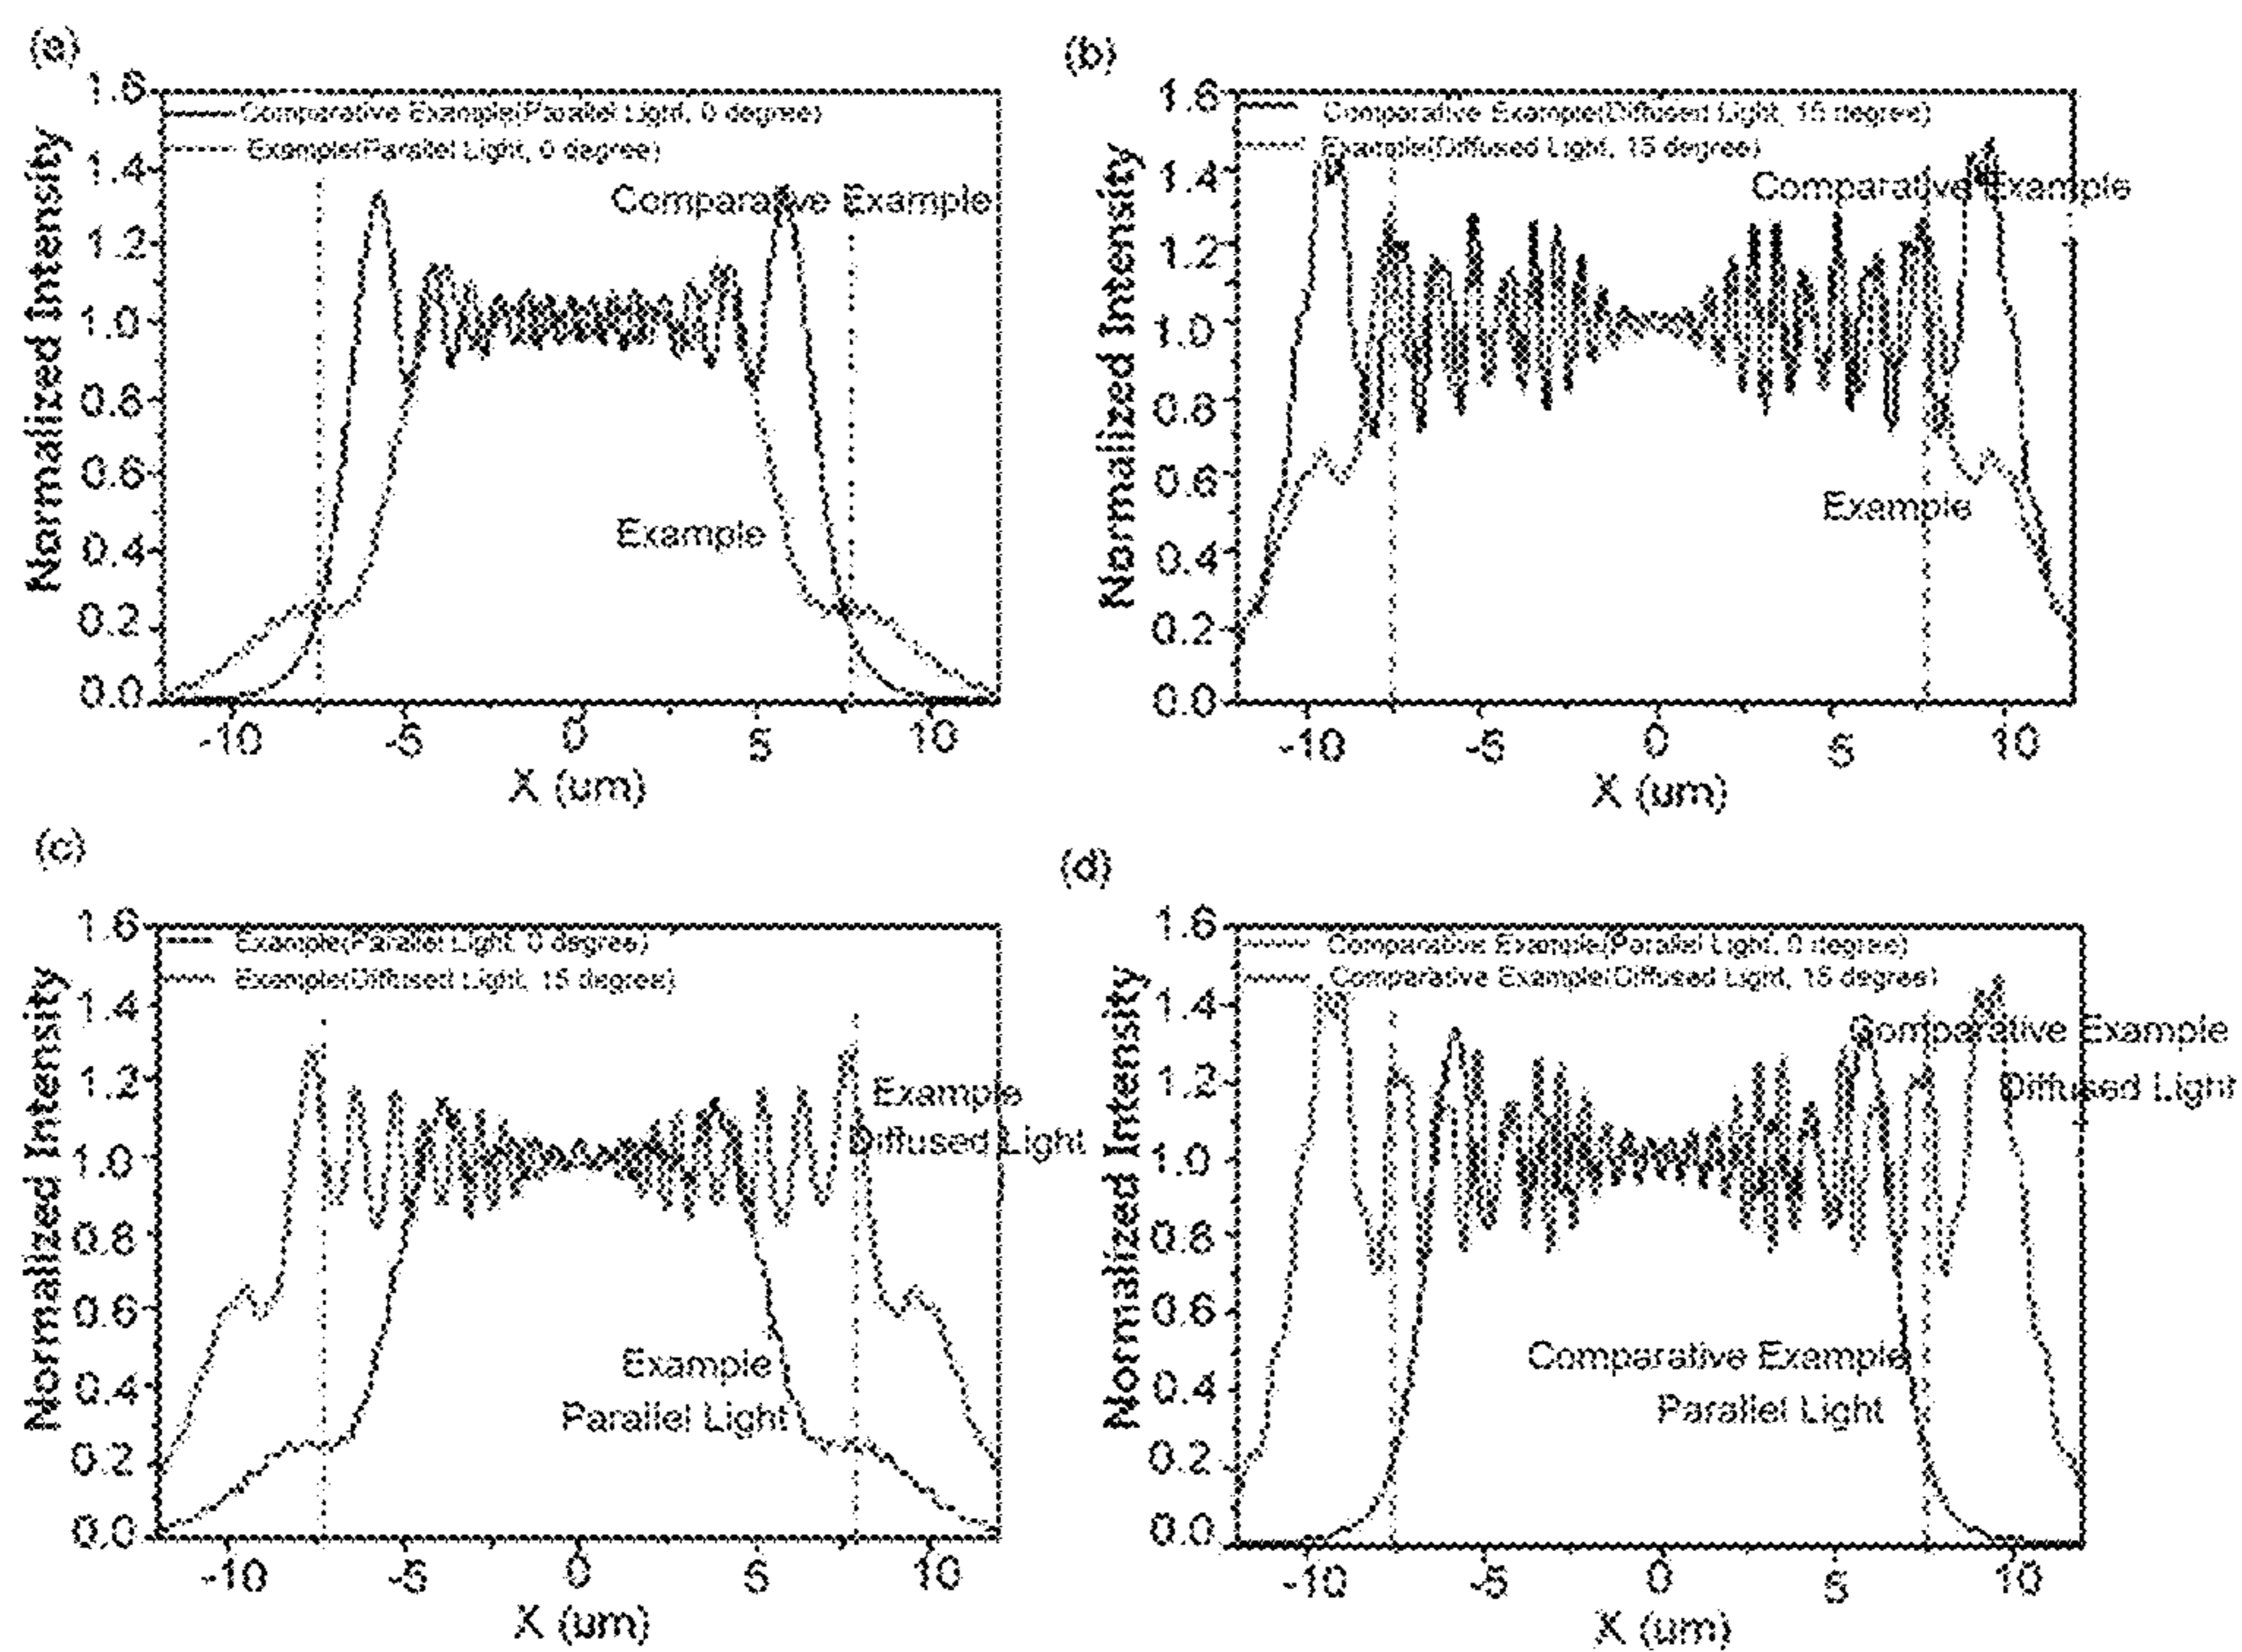 (a)
1.6
Comparative Example(Parallel Light, 0 degree)
Example(Parallel Light, 0 degree)
1.4
Comparative Example
1.2
1.0
0.8
0.6
Example
0.4
0.2
0.0
Normalized Intensity
-10 -5 0 5 10
X (um)
(b)
1.6
Comparative Example(Diffused Light, 15 degree)
Example(Diffused Light, 15 degree)
1.4
Comparative Example
1.2
1.0
0.8
0.6
Example
0.4
0.2
0.0
Normalized Intensity
-10 -5 0 5 10
X (um)
(c)
1.6
Example(Parallel Light, 0 degree)
Example(Diffused Light, 15 degree)
1.4
1.2
Example
Diffused Light
1.0
0.8
0.6
Example
0.4
Parallel Light
0.2
0.0
Normalized Intensity
-10 -5 0 5 10
X (um)
(d)
1.6
Comparative Example(Parallel Light, 0 degree)
Comparative Example(Diffused Light, 15 degree)
1.4
Comparative Example
1.2
Diffused Light
1.0
0.8
0.6
Comparative Example
0.4
Parallel Light
0.2
0.0
Normalized Intensity
-10 -5 0 5 10
X (um)